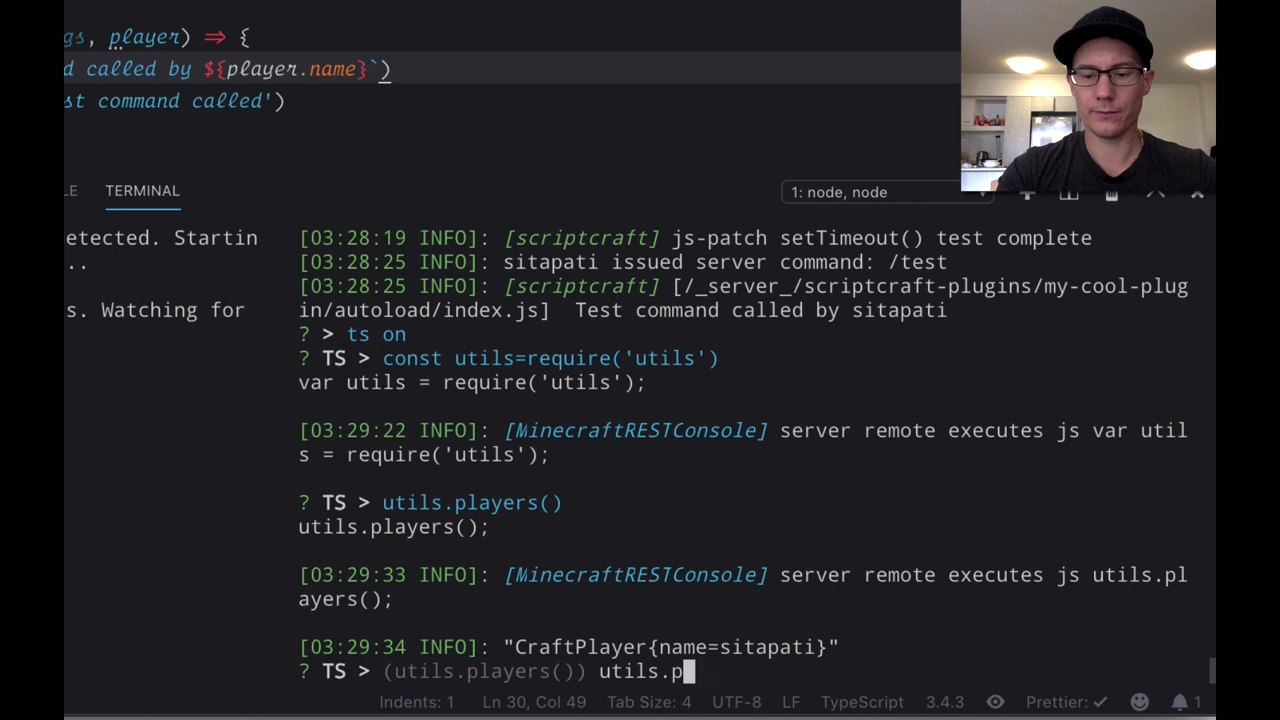 gs, player) => {
d called by ${player.name}`)
st command called')
LE TERMINAL
1: node, node
etected. Startin
..
s. Watching for
[03:28:19 INFO]: [scriptcraft] js-patch setTimeout() test complete
[03:28:25 INFO]: sitapati issued server command: /test
[03:28:25 INFO]: [scriptcraft] [/_server_/scriptcraft-plugins/my-cool-plug
in/autoload/index.js]  Test command called by sitapati
? > ts on
? TS > const utils=require('utils')
var utils = require('utils');
[03:29:22 INFO]: [MinecraftRESTConsole] server remote executes js var util
s = require('utils');
? TS > utils.players()
utils.players();
[03:29:33 INFO]: [MinecraftRESTConsole] server remote executes js utils.pl
ayers();
[03:29:34 INFO]: "CraftPlayer{name=sitapati}"
? TS > (utils.players()) utils.p
Indents: 1 Ln 30, Col 49 Tab Size: 4 UTF-8 LF TypeScript 3.4.3 Prettier: ✓ 1